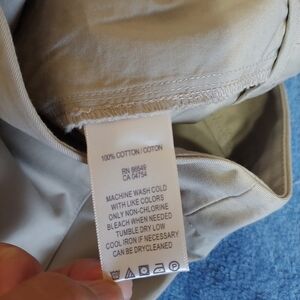 100% COTTON/COTON
RN 86649
CA 04754
MACHINE WASH COLD
WITH LIKE COLORS
ONLY NON-CHLORINE
BLEACH WHEN NEEDED
TUMBLE DRY LOW
COOL IRON IF NECESSARY
CAN BE DRYCLEANED